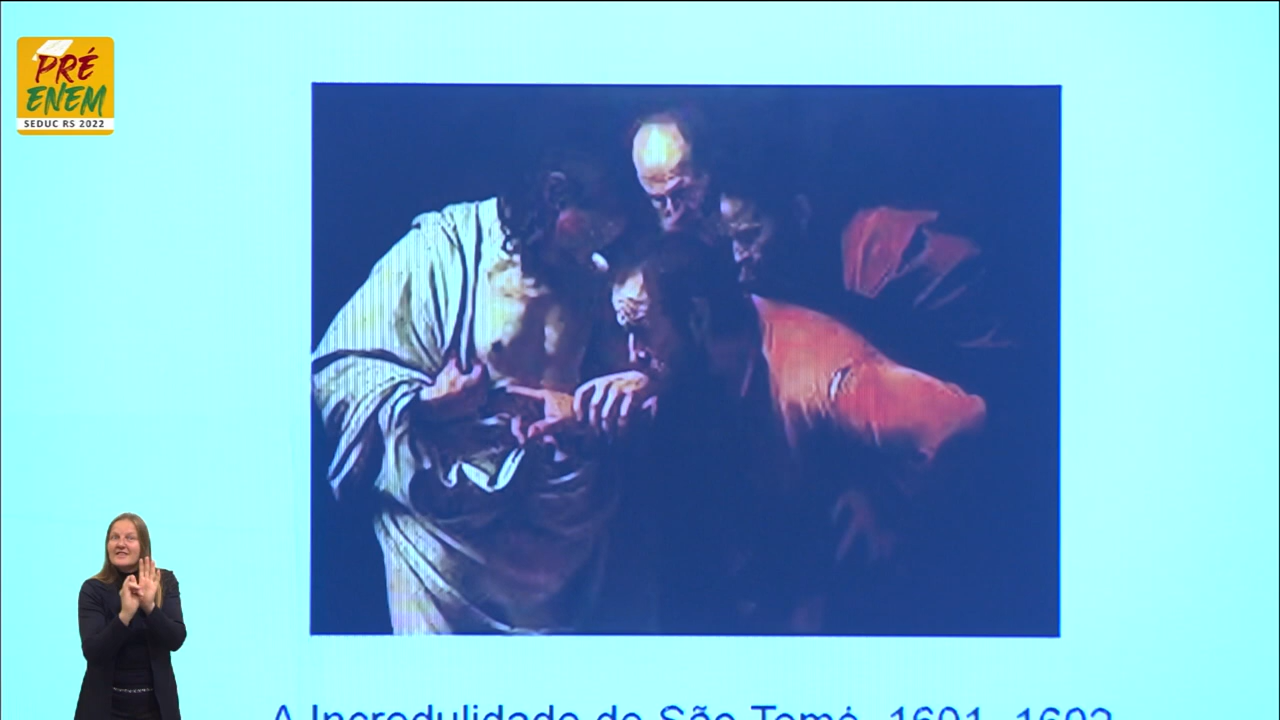 PRÉ
ENEM
SEDUC RS 2022
A Incredulidade de São Tomé, 1601-1602